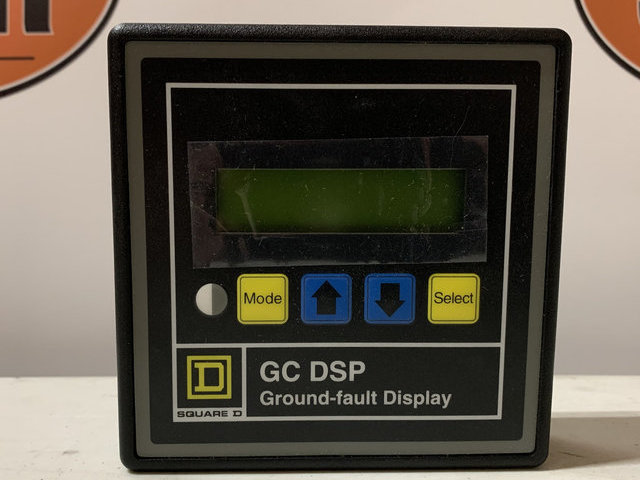 Mode
Select
D
SQUARE D
GC DSP
Ground-fault Display